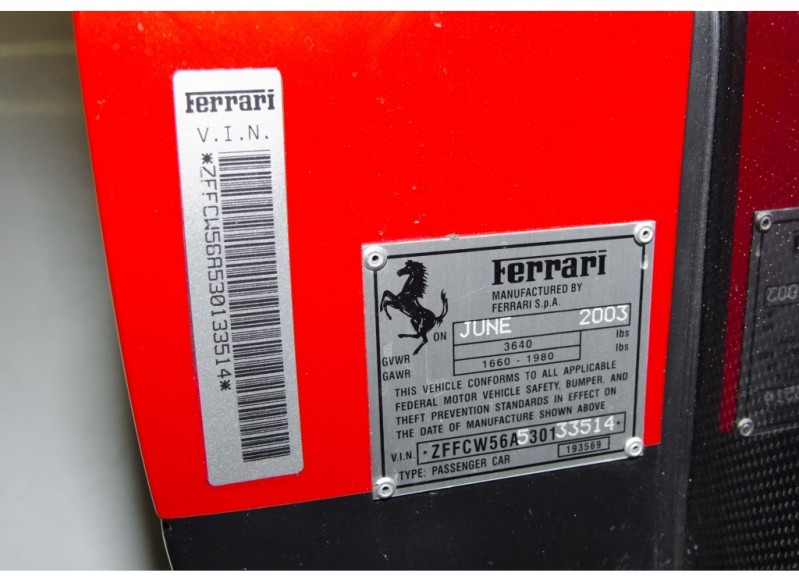 Ferrari
V.I.N.
*ZFFCW56A530133514*
Ferrari
MANUFACTURED BY
FERRARI S.p.A.
ON JUNE 2003
GVWR 3640 lbs
GAWR 1660 - 1980 lbs
THIS VEHICLE CONFORMS TO ALL APPLICABLE
FEDERAL MOTOR VEHICLE SAFETY, BUMPER, AND
THEFT PREVENTION STANDARDS IN EFFECT ON
THE DATE OF MANUFACTURE SHOWN ABOVE
V.I.N. *ZFFCW56A530133514*
TYPE: PASSENGER CAR 193569